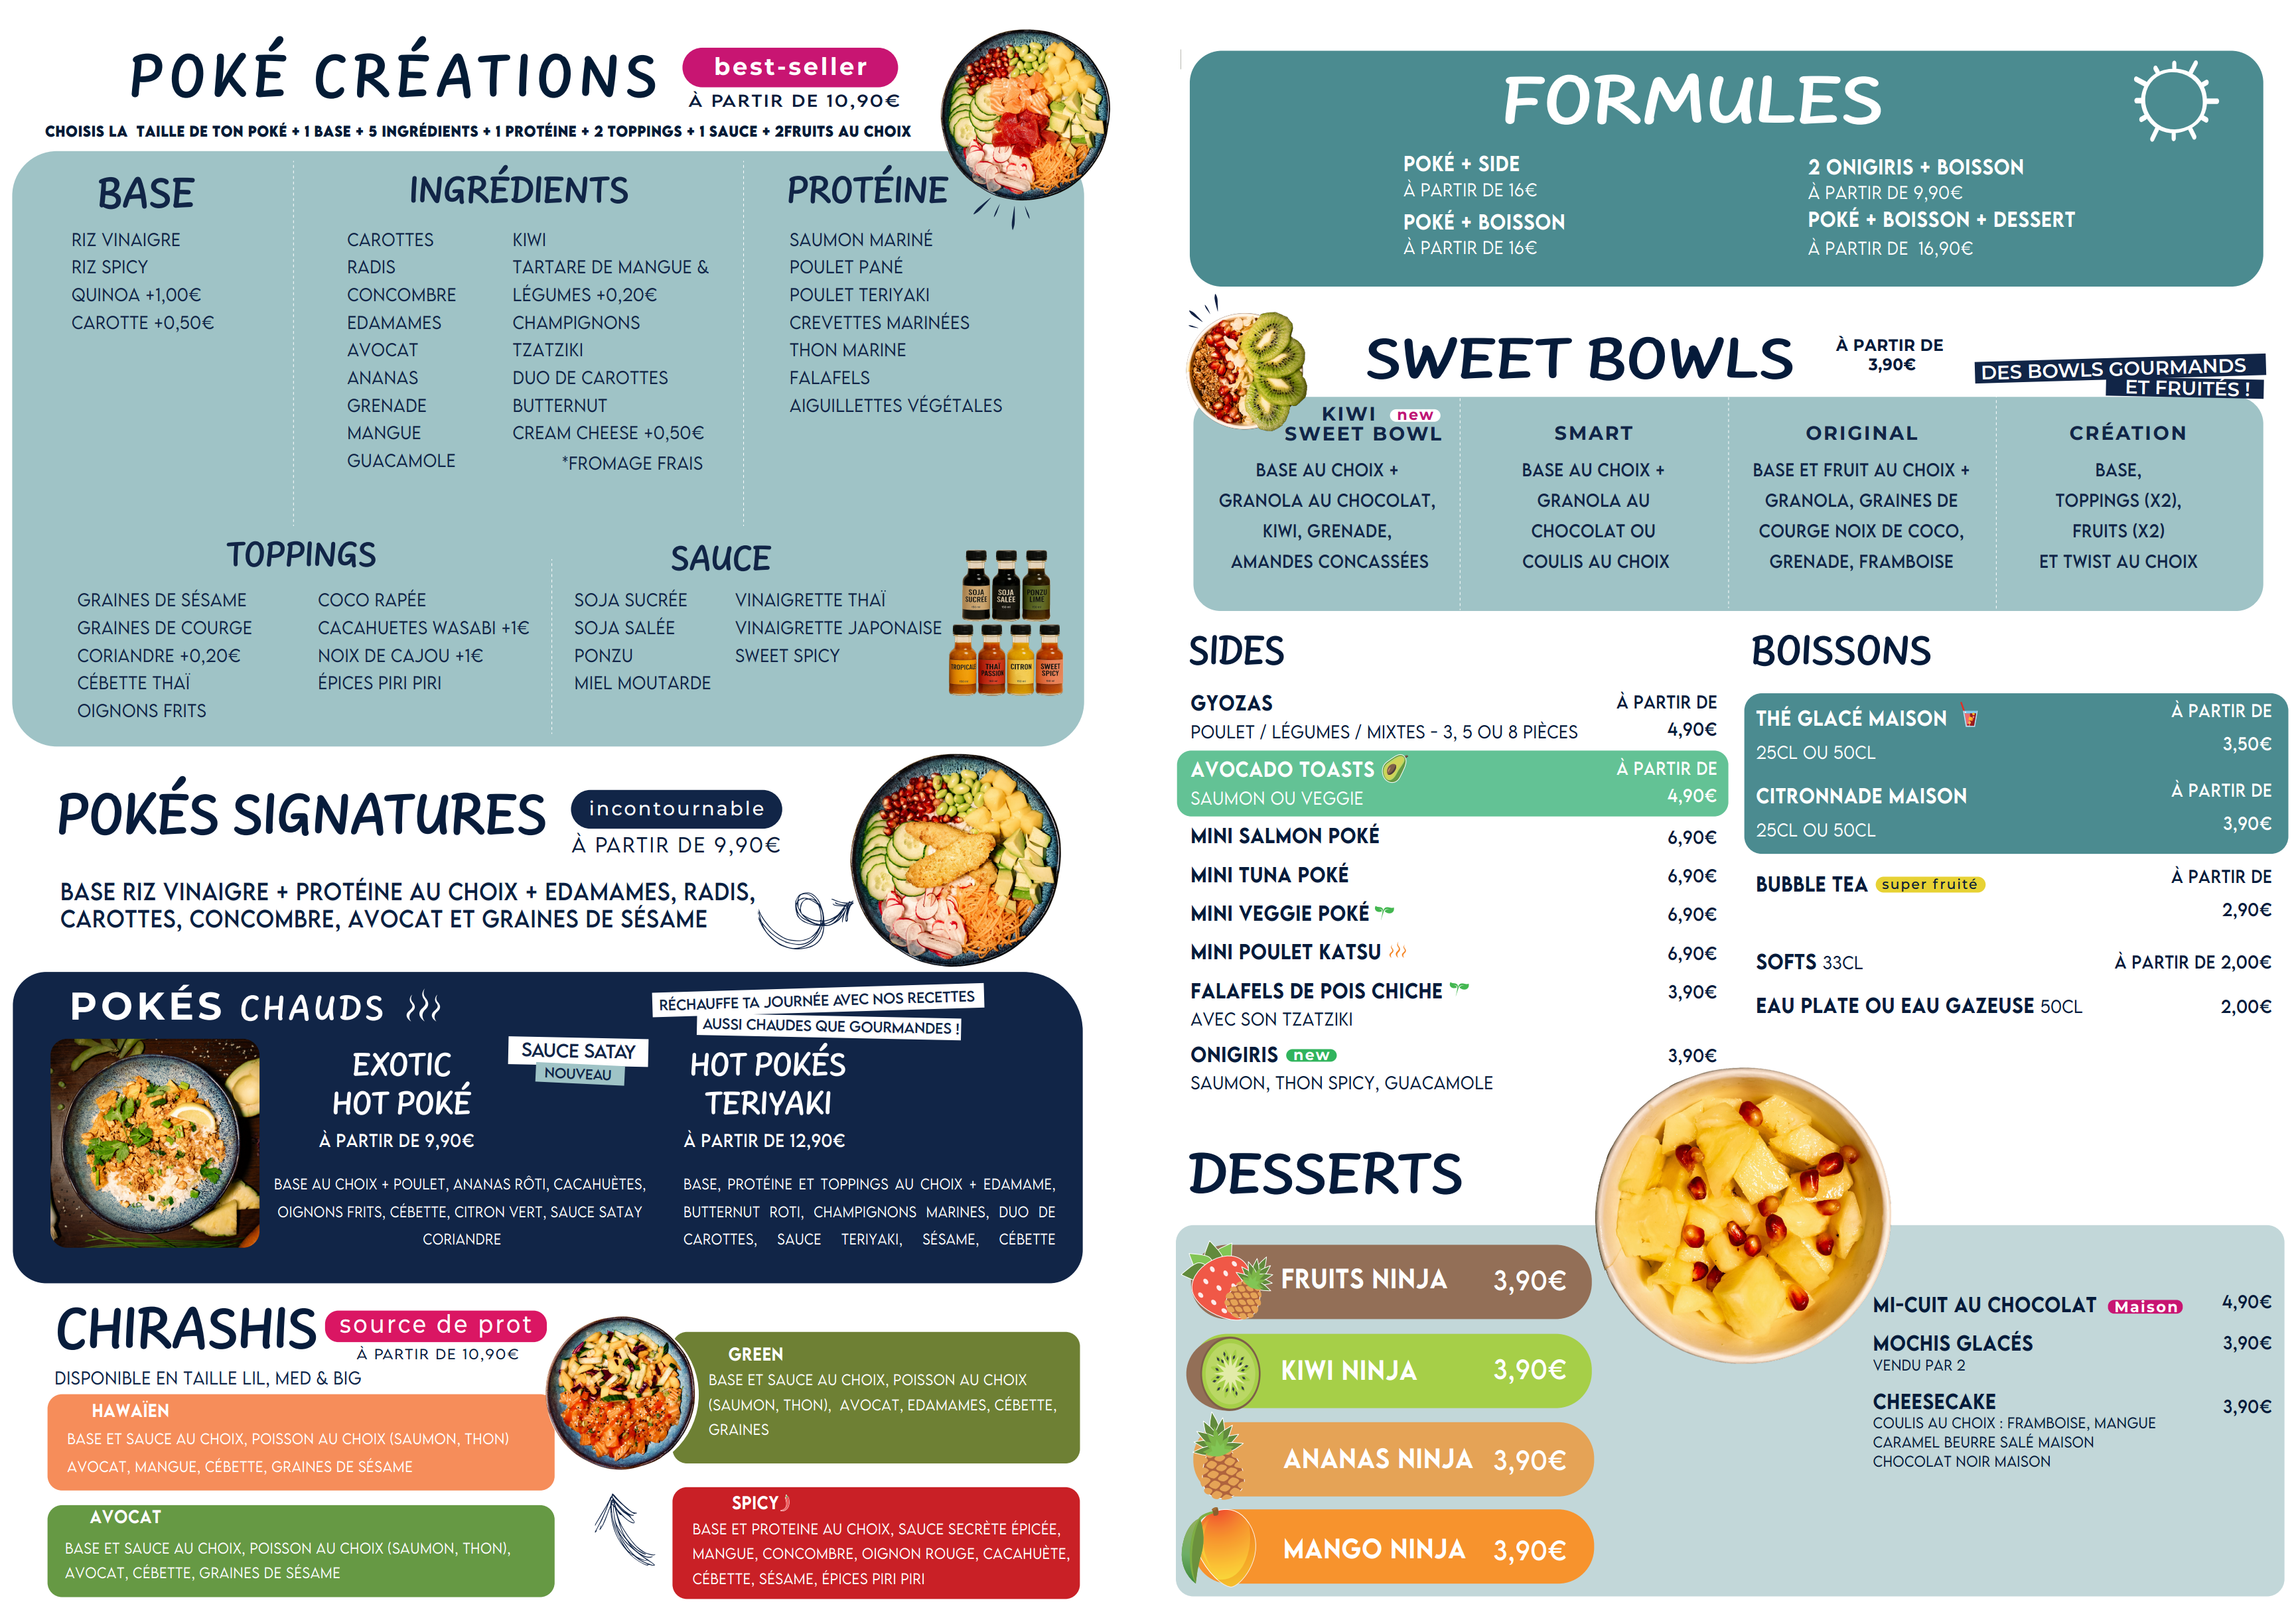 POKÉ CRÉATIONS
best-seller
À PARTIR DE 10,90€
CHOISIS LA TAILLE DE TON POKÉ + 1 BASE + 5 INGRÉDIENTS + 1 PROTÉINE + 2 TOPPINGS + 1 SAUCE + 2FRUITS AU CHOIX
BASE
RIZ VINAIGRE
RIZ SPICY
QUINOA +1,00€
CAROTTE +0,50€
INGRÉDIENTS
CAROTTES
RADIS
CONCOMBRE
EDAMAMES
AVOCAT
ANANAS
GRENADE
MANGUE
GUACAMOLE
KIWI
TARTARE DE MANGUE &
LÉGUMES +0,20€
CHAMPIGNONS
TZATZIKI
DUO DE CAROTTES
BUTTERNUT
CREAM CHEESE +0,50€
*FROMAGE FRAIS
PROTÉINE
SAUMON MARINÉ
POULET PANÉ
POULET TERIYAKI
CREVETTES MARINÉES
THON MARINE
FALAFELS
AIGUILLETTES VÉGÉTALES
TOPPINGS
GRAINES DE SÉSAME
GRAINES DE COURGE
CORIANDRE +0,20€
CÉBETTE THAÏ
OIGNONS FRITS
COCO RAPÉE
CACAHUETES WASABI +1€
NOIX DE CAJOU +1€
ÉPICES PIRI PIRI
SAUCE
SOJA SUCRÉE
SOJA SALÉE
PONZU
MIEL MOUTARDE
VINAIGRETTE THAÏ
VINAIGRETTE JAPONAISE
SWEET SPICY
SOJA
SUCRÉE
SOJA
SALÉE
PONZU
LIME
TROPICALE
THAÏ
PASSION
CITRON
SWEET
SPICY
POKÉS SIGNATURES
incontournable
À PARTIR DE 9,90€
BASE RIZ VINAIGRE + PROTÉINE AU CHOIX + EDAMAMES, RADIS,
CAROTTES, CONCOMBRE, AVOCAT ET GRAINES DE SÉSAME
POKÉS CHAUDS
RÉCHAUFFE TA JOURNÉE AVEC NOS RECETTES
AUSSI CHAUDES QUE GOURMANDES !
EXOTIC
HOT POKÉ
À PARTIR DE 9,90€
SAUCE SATAY
NOUVEAU
BASE AU CHOIX + POULET, ANANAS RÔTI, CACAHUÈTES,
OIGNONS FRITS, CÉBETTE, CITRON VERT, SAUCE SATAY
CORIANDRE
HOT POKÉS
TERIYAKI
À PARTIR DE 12,90€
BASE, PROTÉINE ET TOPPINGS AU CHOIX + EDAMAME,
BUTTERNUT ROTI, CHAMPIGNONS MARINES, DUO DE
CAROTTES, SAUCE TERIYAKI, SÉSAME, CÉBETTE
CHIRASHIS
source de prot
À PARTIR DE 10,90€
DISPONIBLE EN TAILLE LIL, MED & BIG
HAWAÏEN
BASE ET SAUCE AU CHOIX, POISSON AU CHOIX (SAUMON, THON)
AVOCAT, MANGUE, CÉBETTE, GRAINES DE SÉSAME
AVOCAT
BASE ET SAUCE AU CHOIX, POISSON AU CHOIX (SAUMON, THON),
AVOCAT, CÉBETTE, GRAINES DE SÉSAME
GREEN
BASE ET SAUCE AU CHOIX, POISSON AU CHOIX
(SAUMON, THON), AVOCAT, EDAMAMES, CÉBETTE,
GRAINES
SPICY
BASE ET PROTEINE AU CHOIX, SAUCE SECRÈTE ÉPICÉE,
MANGUE, CONCOMBRE, OIGNON ROUGE, CACAHUÈTE,
CÉBETTE, SÉSAME, ÉPICES PIRI PIRI
FORMULES
POKÉ + SIDE
À PARTIR DE 16€
POKÉ + BOISSON
À PARTIR DE 16€
2 ONIGIRIS + BOISSON
À PARTIR DE 9,90€
POKÉ + BOISSON + DESSERT
À PARTIR DE 16,90€
SWEET BOWLS
À PARTIR DE
3,90€
DES BOWLS GOURMANDS
ET FRUITÉS !
KIWI new
SWEET BOWL
BASE AU CHOIX +
GRANOLA AU CHOCOLAT,
KIWI, GRENADE,
AMANDES CONCASSÉES
SMART
BASE AU CHOIX +
GRANOLA AU
CHOCOLAT OU
COULIS AU CHOIX
ORIGINAL
BASE ET FRUIT AU CHOIX +
GRANOLA, GRAINES DE
COURGE NOIX DE COCO,
GRENADE, FRAMBOISE
CRÉATION
BASE,
TOPPINGS (X2),
FRUITS (X2)
ET TWIST AU CHOIX
SIDES
GYOZAS À PARTIR DE
POULET / LÉGUMES / MIXTES - 3, 5 OU 8 PIÈCES 4,90€
AVOCADO TOASTS À PARTIR DE
SAUMON OU VEGGIE 4,90€
MINI SALMON POKÉ 6,90€
MINI TUNA POKÉ 6,90€
MINI VEGGIE POKÉ 6,90€
MINI POULET KATSU 6,90€
FALAFELS DE POIS CHICHE 3,90€
AVEC SON TZATZIKI
ONIGIRIS new 3,90€
SAUMON, THON SPICY, GUACAMOLE
BOISSONS
THÉ GLACÉ MAISON À PARTIR DE
25CL OU 50CL 3,50€
CITRONNADE MAISON À PARTIR DE
25CL OU 50CL 3,90€
BUBBLE TEA super fruité À PARTIR DE
2,90€
SOFTS 33CL À PARTIR DE 2,00€
EAU PLATE OU EAU GAZEUSE 50CL 2,00€
DESSERTS
FRUITS NINJA 3,90€
KIWI NINJA 3,90€
ANANAS NINJA 3,90€
MANGO NINJA 3,90€
MI-CUIT AU CHOCOLAT Maison 4,90€
MOCHIS GLACÉS 3,90€
VENDU PAR 2
CHEESECAKE 3,90€
COULIS AU CHOIX : FRAMBOISE, MANGUE
CARAMEL BEURRE SALÉ MAISON
CHOCOLAT NOIR MAISON